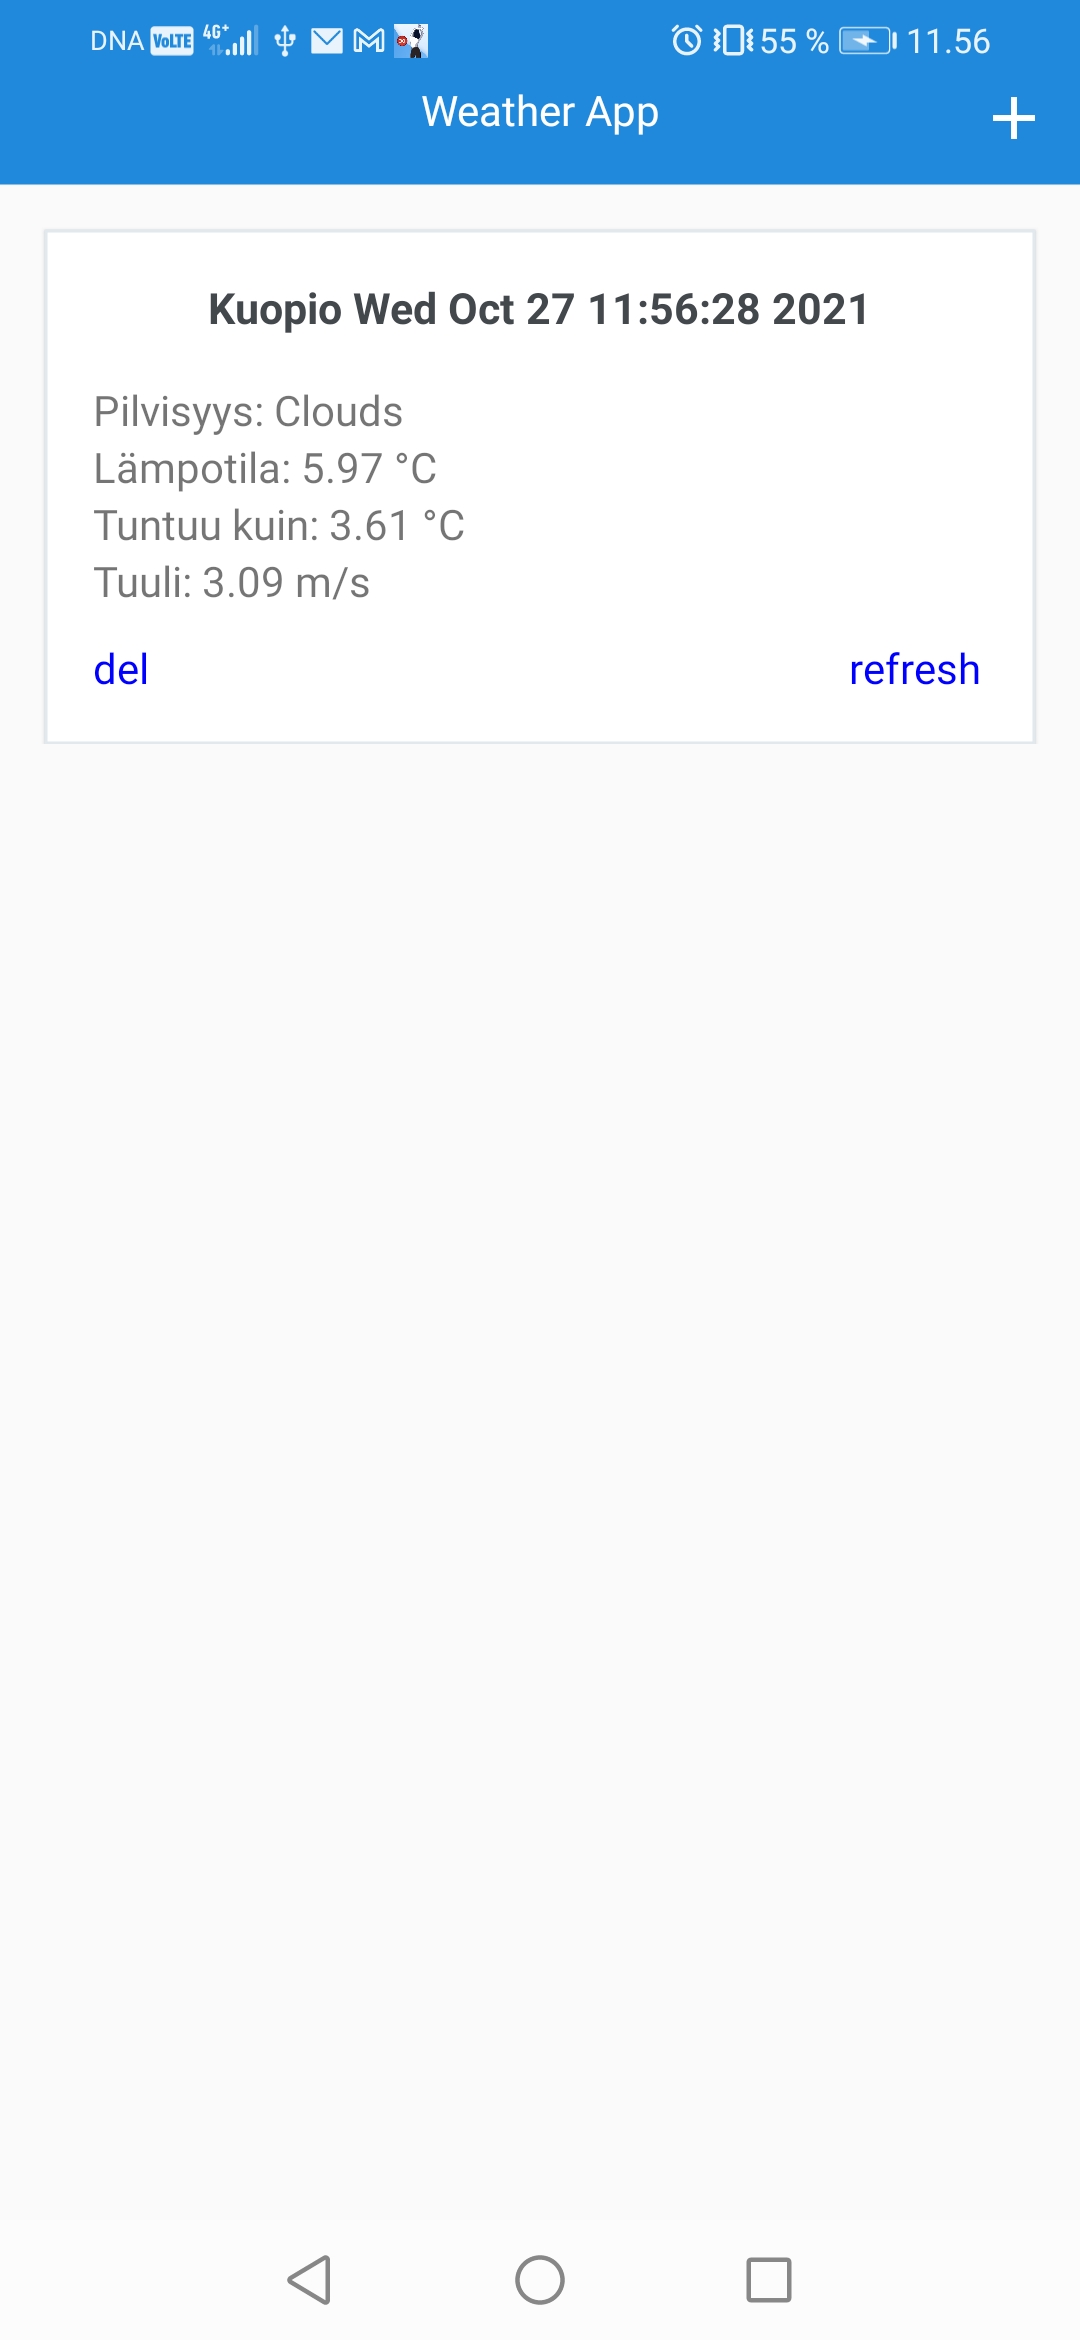 DNA VoLTE 4G+ 55 % 11.56
Weather App
Kuopio Wed Oct 27 11:56:28 2021
Pilvisyys: Clouds
Lämpotila: 5.97 °C
Tuntuu kuin: 3.61 °C
Tuuli: 3.09 m/s
del refresh